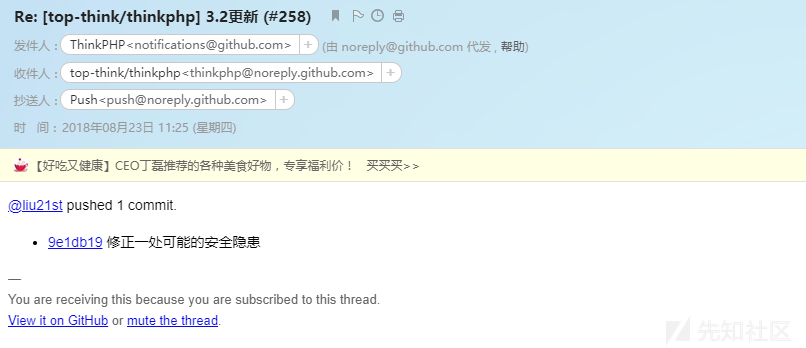 Re: [top-think/thinkphp] 3.2更新 (#258)
发件人：ThinkPHP<notifications@github.com> + (由 noreply@github.com 代发，帮助)
收件人：top-think/thinkphp<thinkphp@noreply.github.com> +
抄送人：Push<push@noreply.github.com> +
时 间：2018年08月23日 11:25 (星期四)
【好吃又健康】CEO丁磊推荐的各种美食好物，专享福利价！ 买买买>>
@liu21st pushed 1 commit.
• 9e1db19 修正一处可能的安全隐患
—
You are receiving this because you are subscribed to this thread.
View it on GitHub or mute the thread.
先知社区